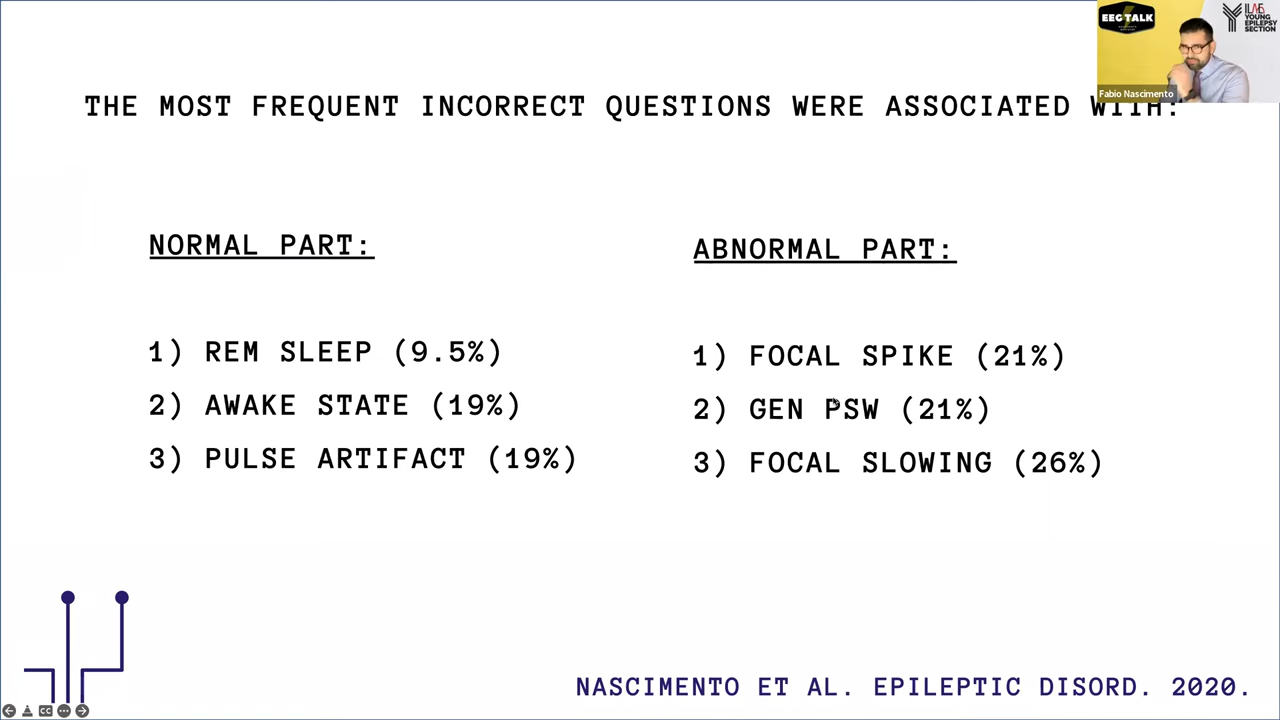 EEG TALK
ILAE
YOUNG
EPILEPSY
SECTION
Fabio Nascimento
THE MOST FREQUENT INCORRECT QUESTIONS WERE ASSOCIATED WITH:
NORMAL PART:
1) REM SLEEP (9.5%)
2) AWAKE STATE (19%)
3) PULSE ARTIFACT (19%)
ABNORMAL PART:
1) FOCAL SPIKE (21%)
2) GEN PSW (21%)
3) FOCAL SLOWING (26%)
NASCIMENTO ET AL. EPILEPTIC DISORD. 2020.
CC